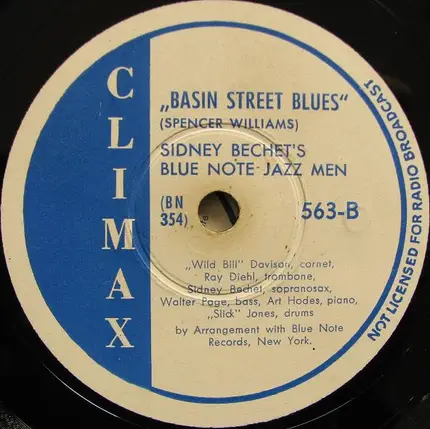 CLIMAX
„BASIN STREET BLUES“
(SPENCER WILLIAMS)
SIDNEY BECHET'S
BLUE NOTE JAZZ MEN
(BN
354)
563-B
„Wild Bill” Davison, cornet,
Ray Diehl, trombone,
Sidney Bechet, sopranosax,
Walter Page, bass, Art Hodes, piano,
„Slick” Jones, drums
by Arrangement with Blue Note
Records, New York.
NOT LICENSED FOR RADIO BROADCAST